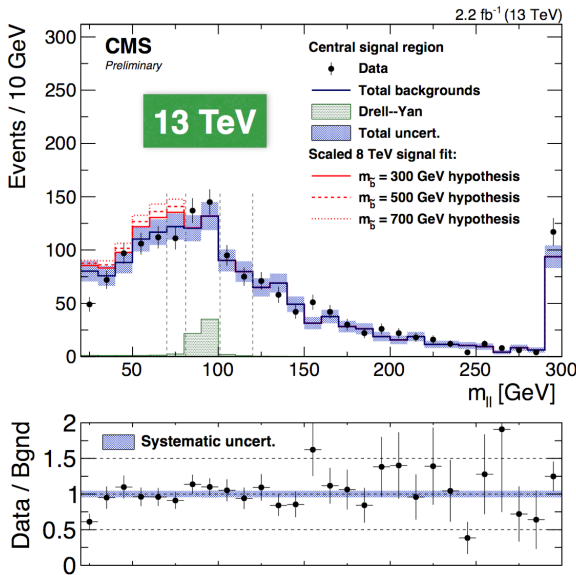 2.2 fb⁻¹ (13 TeV)
CMS
Preliminary
13 TeV
Central signal region
Data
Total backgrounds
Drell--Yan
Total uncert.
Scaled 8 TeV signal fit:
m_b̃ = 300 GeV hypothesis
m_b̃ = 500 GeV hypothesis
m_b̃ = 700 GeV hypothesis
Events / 10 GeV
300
250
200
150
100
50
0
50 100 150 200 250 300
m_ll [GeV]
Systematic uncert.
Data / Bgnd
2
1.5
1
0.5
0